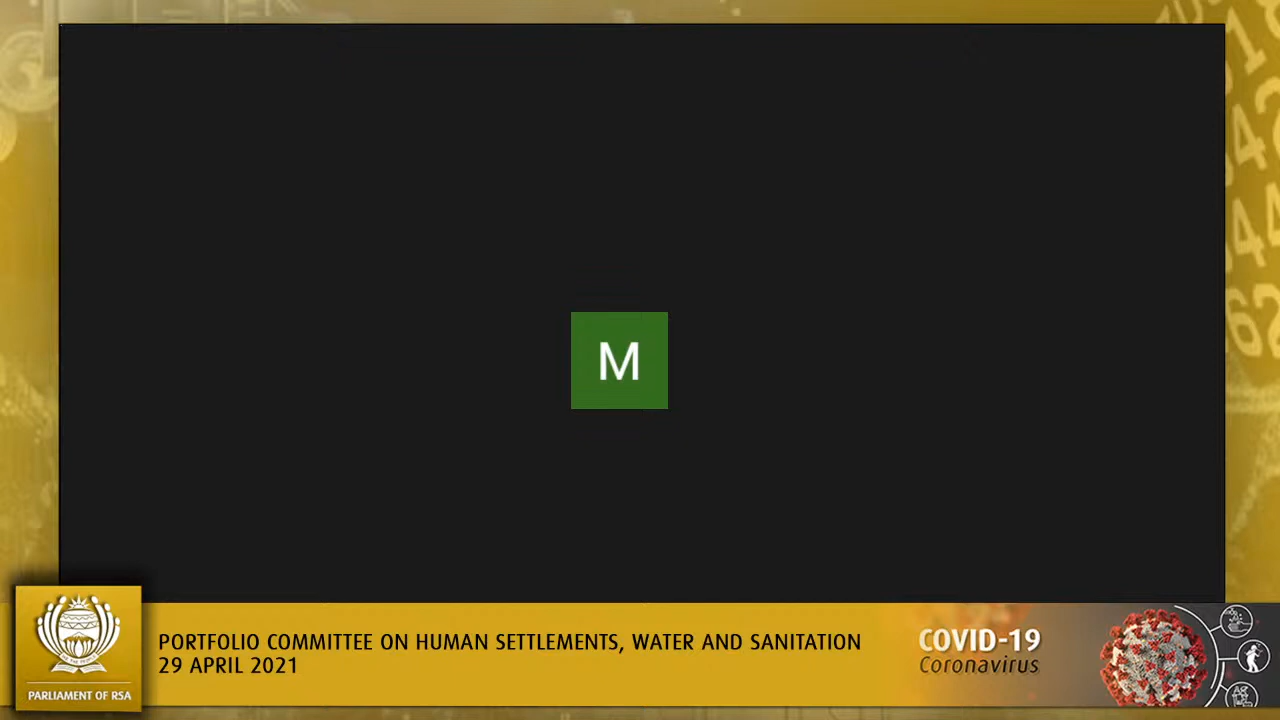 M
PORTFOLIO COMMITTEE ON HUMAN SETTLEMENTS, WATER AND SANITATION
29 APRIL 2021
COVID-19
Coronavirus
PARLIAMENT OF RSA